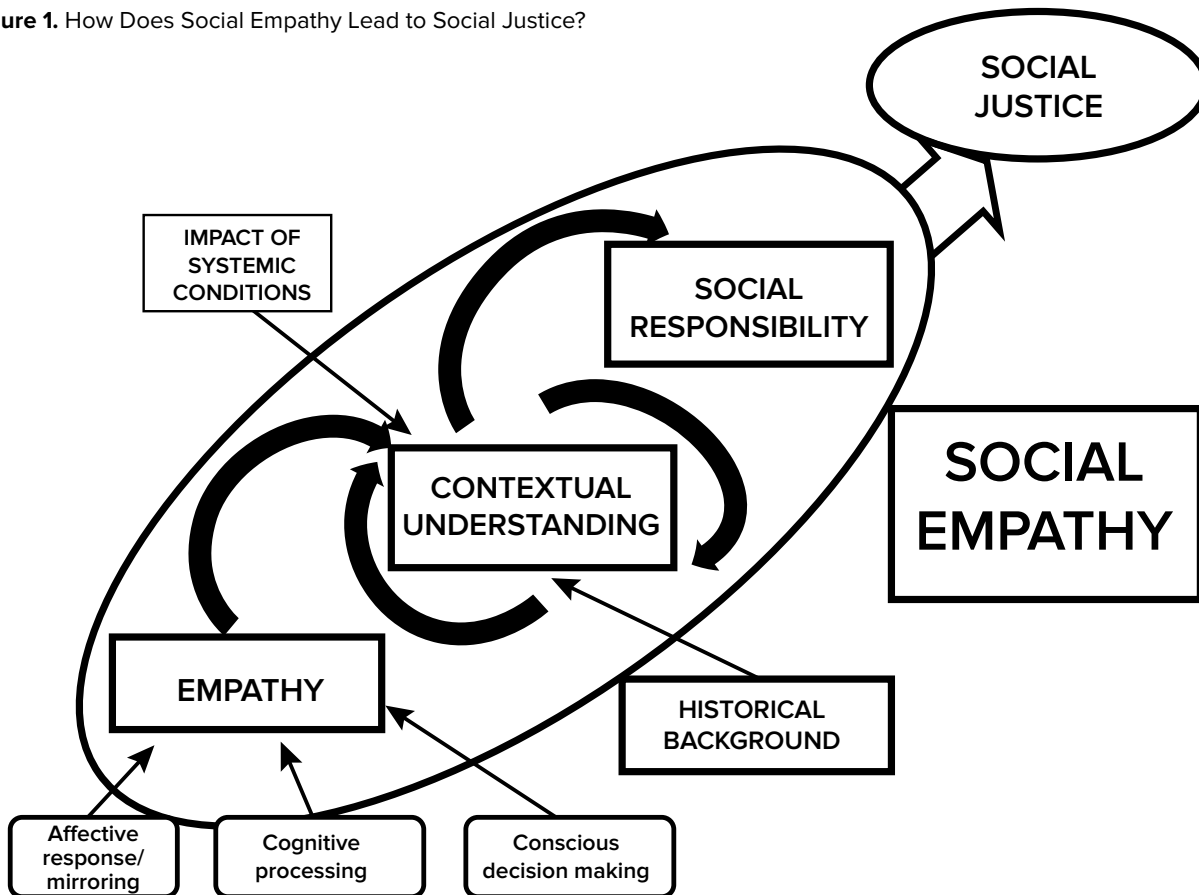 ure 1. How Does Social Empathy Lead to Social Justice?
SOCIAL
JUSTICE
IMPACT OF
SYSTEMIC
CONDITIONS
SOCIAL
RESPONSIBILITY
CONTEXTUAL
UNDERSTANDING
SOCIAL
EMPATHY
EMPATHY
HISTORICAL
BACKGROUND
Affective
response/
mirroring
Cognitive
processing
Conscious
decision making